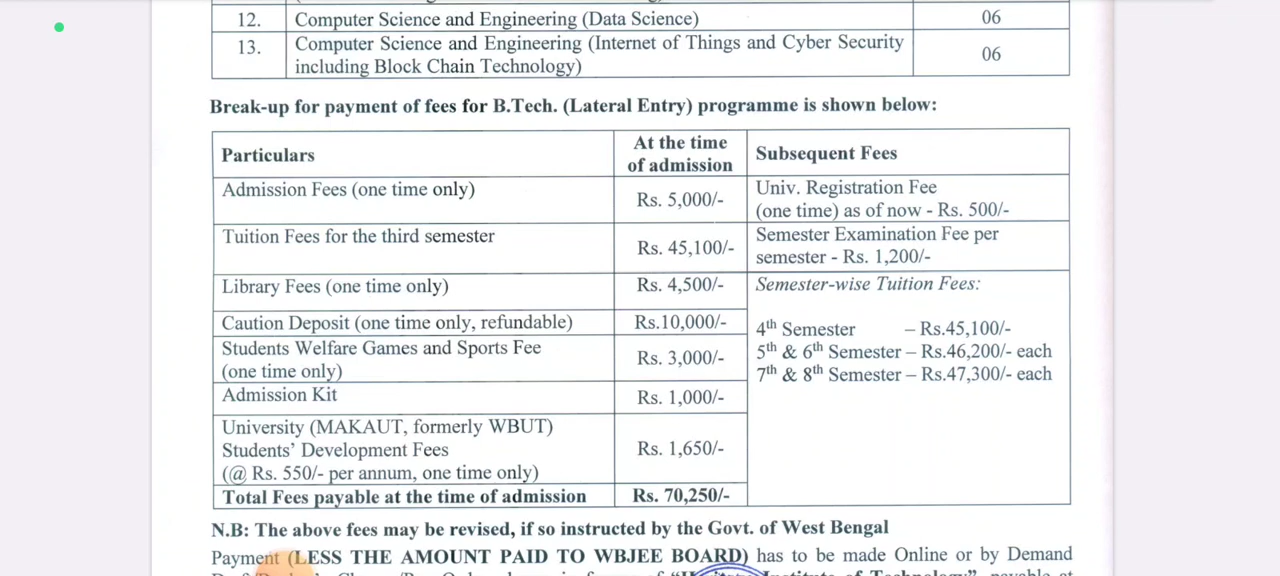 12. Computer Science and Engineering (Data Science) 06
13. Computer Science and Engineering (Internet of Things and Cyber Security including Block Chain Technology) 06
Break-up for payment of fees for B.Tech. (Lateral Entry) programme is shown below:
Particulars At the time of admission Subsequent Fees
Admission Fees (one time only) Rs. 5,000/- Univ. Registration Fee (one time) as of now - Rs. 500/-
Tuition Fees for the third semester Rs. 45,100/- Semester Examination Fee per semester - Rs. 1,200/-
Library Fees (one time only) Rs. 4,500/- Semester-wise Tuition Fees:
Caution Deposit (one time only, refundable) Rs.10,000/- 4th Semester – Rs.45,100/-
Students Welfare Games and Sports Fee (one time only) Rs. 3,000/- 5th & 6th Semester – Rs.46,200/- each
7th & 8th Semester – Rs.47,300/- each
Admission Kit Rs. 1,000/-
University (MAKAUT, formerly WBUT)
Students' Development Fees Rs. 1,650/-
(@ Rs. 550/- per annum, one time only)
Total Fees payable at the time of admission Rs. 70,250/-
N.B: The above fees may be revised, if so instructed by the Govt. of West Bengal
Payment (LESS THE AMOUNT PAID TO WBJEE BOARD) has to be made Online or by Demand